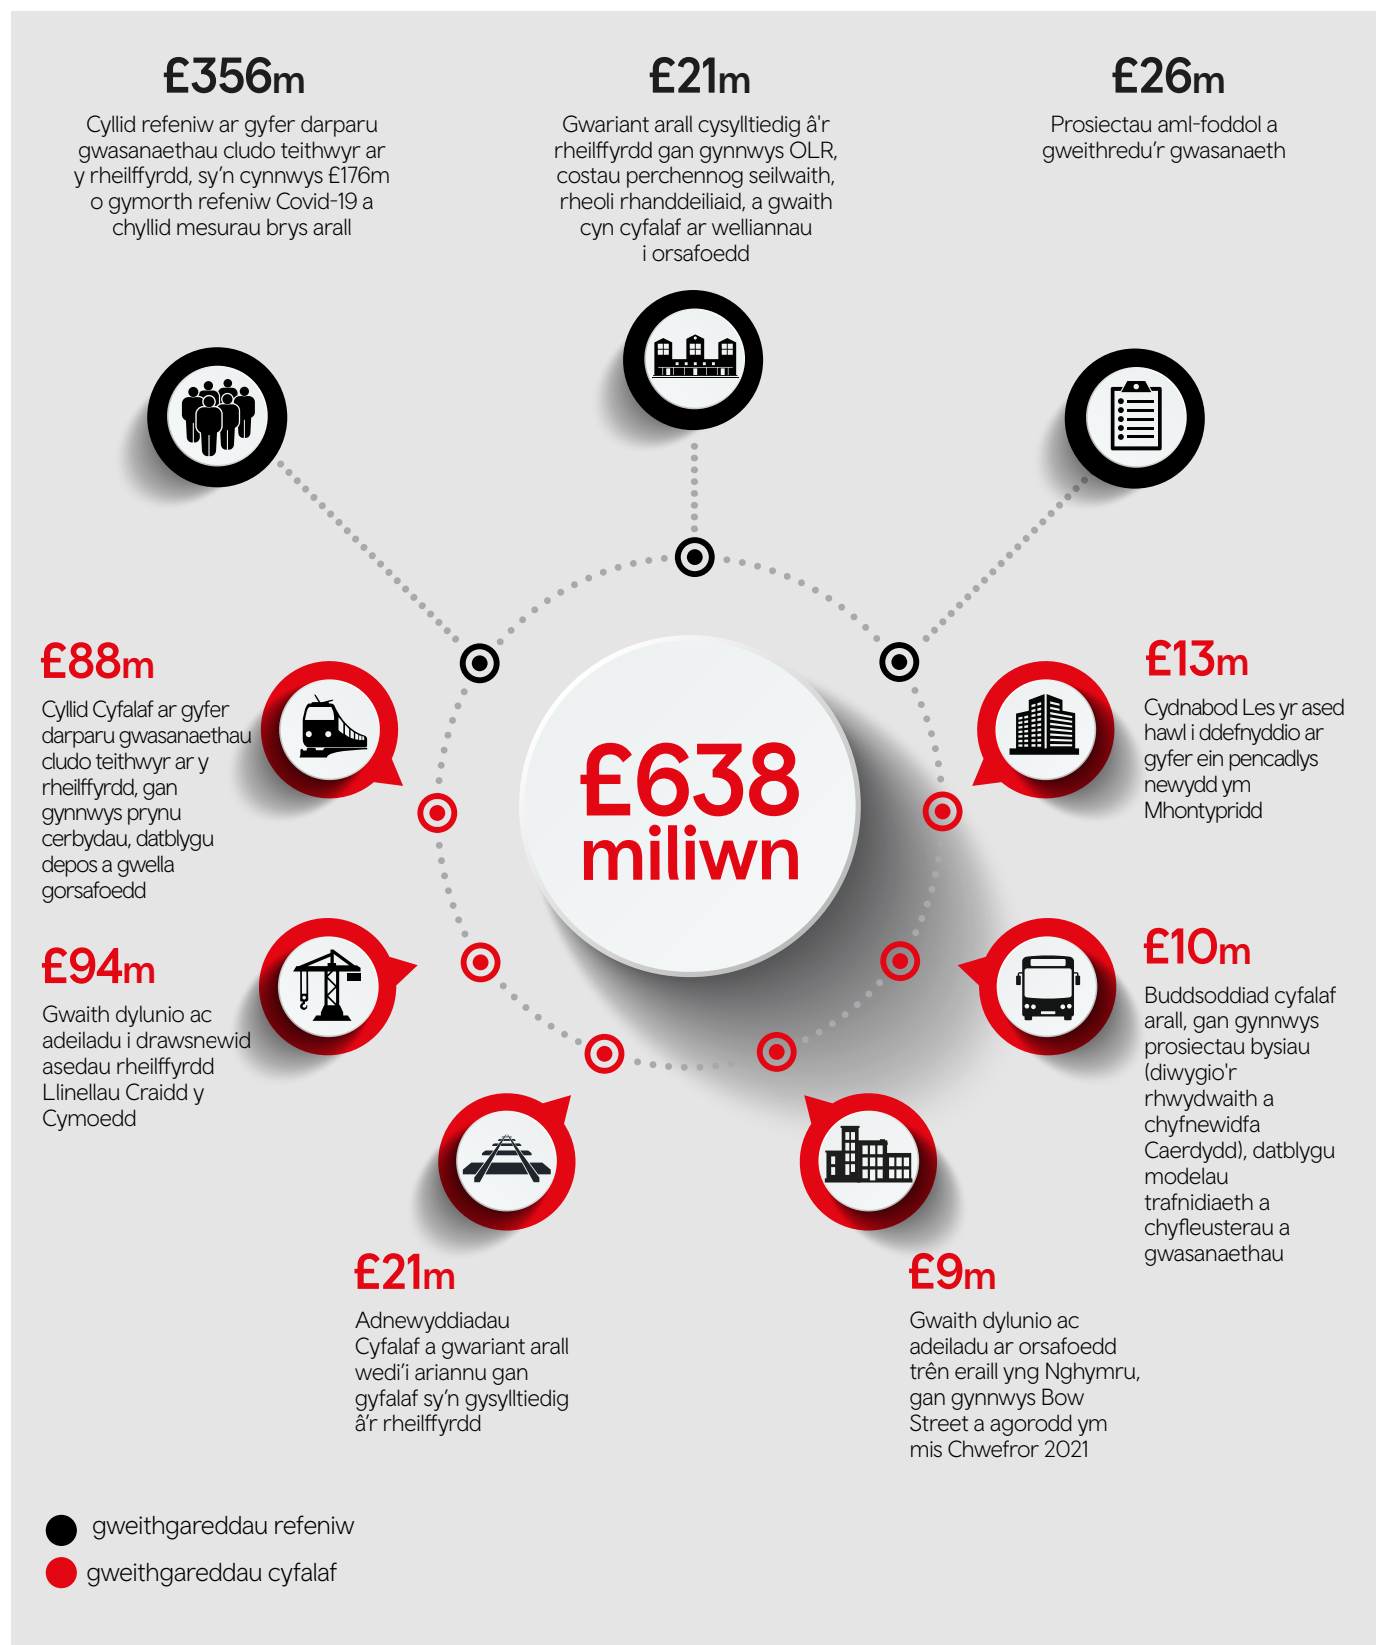 £356m
Cyllid refeniw ar gyfer darparu
gwasanaethau cludo teithwyr ar
y rheilffyrdd, sy’n cynnwys £176m
o gymorth refeniw Covid-19 a
chyllid mesurau brys arall
£21m
Gwariant arall cysylltiedig â'r
rheilffyrdd gan gynnwys OLR,
costau perchennog seilwaith,
rheoli rhanddeiliaid, a gwaith
cyn cyfalaf ar welliannau
i orsafoedd
£26m
Prosiectau aml-foddol a
gweithredu’r gwasanaeth
£88m
Cyllid Cyfalaf ar gyfer
darparu gwasanaethau
cludo teithwyr ar y
rheilffyrdd, gan
gynnwys prynu
cerbydau, datblygu
depos a gwella
gorsafoedd
£638
miliwn
£13m
Cydnabod Les yr ased
hawl i ddefnyddio ar
gyfer ein pencadlys
newydd ym
Mhontypridd
£94m
Gwaith dylunio ac
adeiladu i drawsnewid
asedau rheilffyrdd
Llinellau Craidd y
Cymoedd
£10m
Buddsoddiad cyfalaf
arall, gan gynnwys
prosiectau bysiau
(diwygio'r
rhwydwaith a
chyfnewidfa
Caerdydd), datblygu
modelau
trafnidiaeth a
chyfleusterau a
gwasanaethau
£21m
Adnewyddiadau
Cyfalaf a gwariant arall
wedi’i ariannu gan
gyfalaf sy’n gysylltiedig
â’r rheilffyrdd
£9m
Gwaith dylunio ac
adeiladu ar orsafoedd
trên eraill yng Nghymru,
gan gynnwys Bow
Street a agorodd ym
mis Chwefror 2021
gweithgareddau refeniw
gweithgareddau cyfalaf